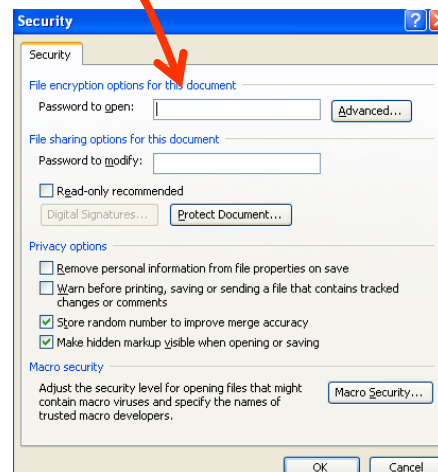 Security
Security
File encryption options for this document
Password to open:
Advanced...
File sharing options for this document
Password to modify:
Read-only recommended
Digital Signatures...
Protect Document...
Privacy options
Remove personal information from file properties on save
Warn before printing, saving or sending a file that contains tracked
changes or comments
Store random number to improve merge accuracy
Make hidden markup visible when opening or saving
Macro security
Adjust the security level for opening files that might
contain macro viruses and specify the names of
trusted macro developers.
Macro Security...
OK
Cancel